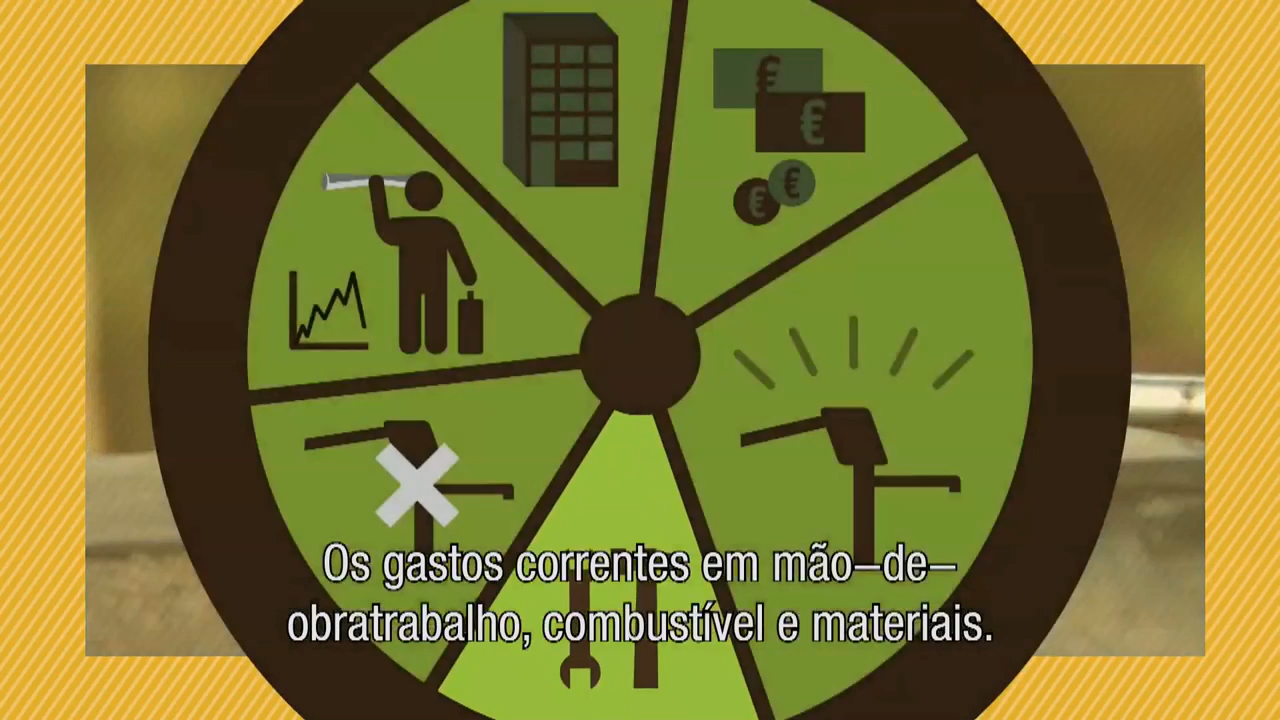 €
€
€ €
Os gastos correntes em mão–de–
obratrabalho, combustível e materiais.